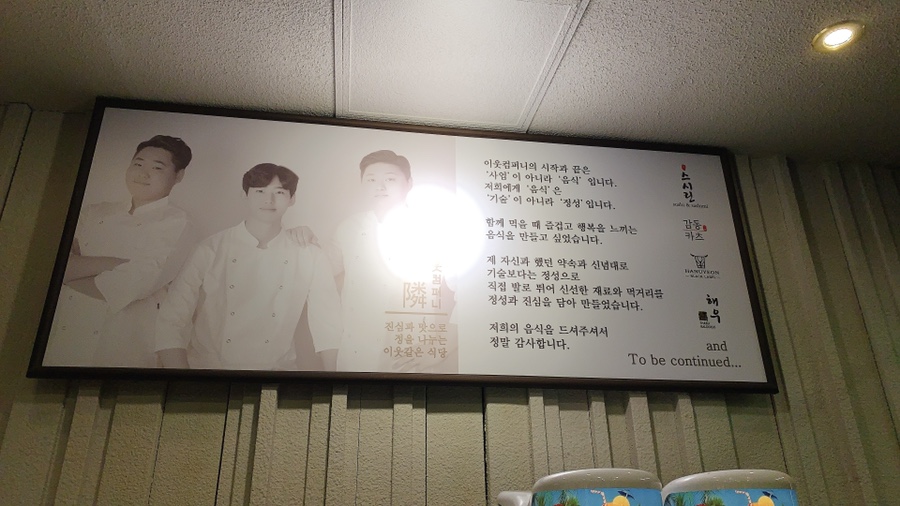 隣
진심과 맛으로
정을 나누는
이웃같은 식당
이웃컴퍼니의 시작과 끝은
'사업'이 아니라 '음식' 입니다.
저희에게 '음식'은
'기술'이 아니라 '정성'입니다.
함께 먹을 때 즐겁고 행복을 느끼는
음식을 만들고 싶었습니다.
제 자신과 했던 약속과 신념대로
기술보다는 정성으로
직접 발로 뛰어 신선한 재료와 먹거리를
정성과 진심을 담아 만들었습니다.
저희의 음식을 드셔주셔서
정말 감사합니다.
스시린
감동
카츠
해우
and
To be continued...